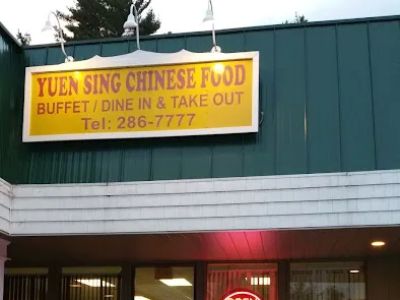 YUEN SING CHINESE FOOD
BUFFET / DINE IN & TAKE OUT
Tel: 286-7777